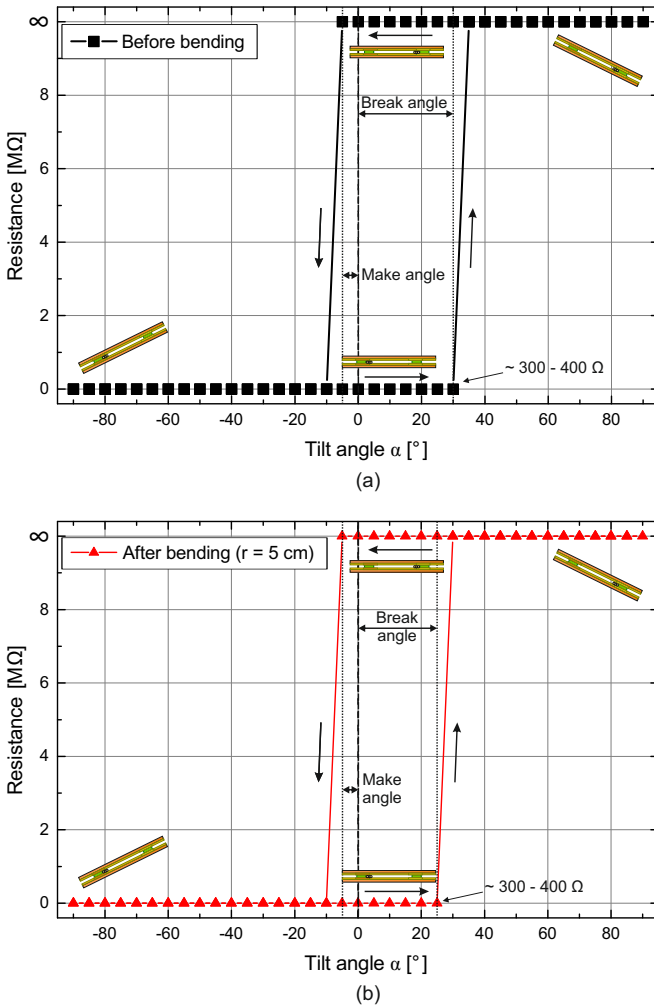 ∞
8
6
4
2
0
Resistance [MΩ]
Before bending
Break angle
Make angle
~ 300 - 400 Ω
-80 -60 -40 -20 0 20 40 60 80
Tilt angle α [°]
(a)
∞
8
6
4
2
0
Resistance [MΩ]
After bending (r = 5 cm)
Break
angle
Make
angle
~ 300 - 400 Ω
-80 -60 -40 -20 0 20 40 60 80
Tilt angle α [°]
(b)